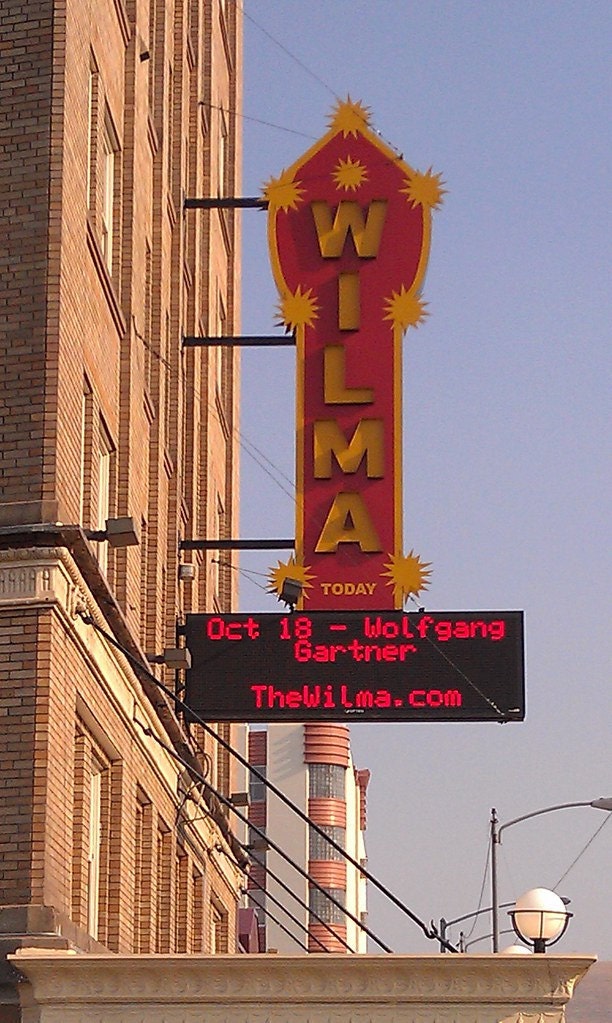 WILMA
TODAY
Oct 18 - Wolfgang
Gartner
TheWilma.com